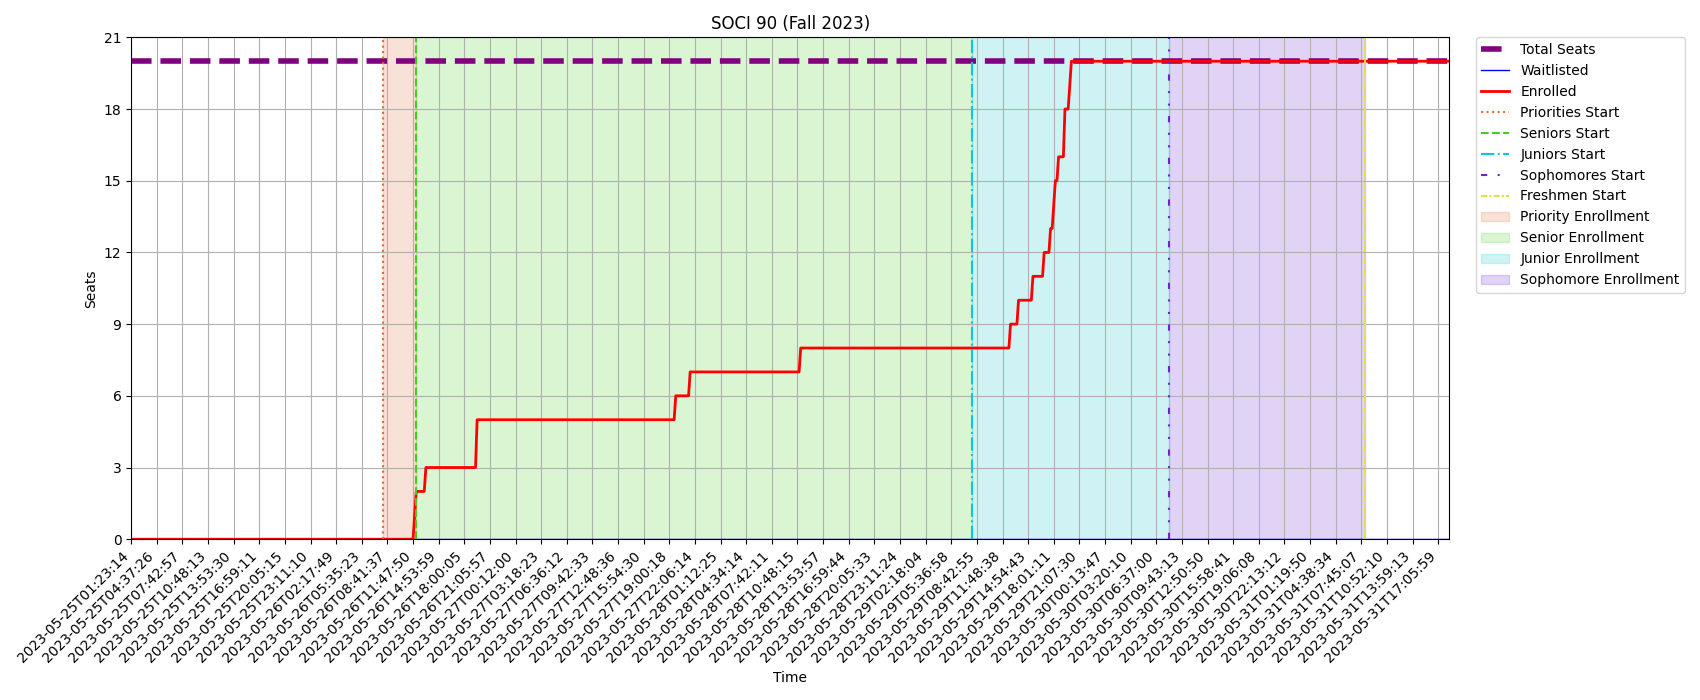 SOCI 90 (Fall 2023)
21
18
15
12
9
6
3
0
Seats
2023-05-25T01:23:14
2023-05-25T04:37:26
2023-05-25T07:42:57
2023-05-25T10:48:13
2023-05-25T13:53:30
2023-05-25T16:59:11
2023-05-25T20:05:15
2023-05-25T23:11:10
2023-05-26T02:17:49
2023-05-26T05:35:23
2023-05-26T08:41:37
2023-05-26T11:47:50
2023-05-26T14:53:59
2023-05-26T18:00:05
2023-05-26T21:05:57
2023-05-27T00:12:00
2023-05-27T03:18:23
2023-05-27T06:36:12
2023-05-27T09:42:33
2023-05-27T12:48:36
2023-05-27T15:54:30
2023-05-27T19:00:18
2023-05-27T22:06:14
2023-05-28T01:12:25
2023-05-28T04:34:14
2023-05-28T07:42:11
2023-05-28T10:48:15
2023-05-28T13:53:57
2023-05-28T16:59:44
2023-05-28T20:05:33
2023-05-28T23:11:24
2023-05-29T02:18:04
2023-05-29T05:36:58
2023-05-29T08:42:55
2023-05-29T11:48:38
2023-05-29T14:54:43
2023-05-29T18:01:11
2023-05-29T21:07:30
2023-05-30T00:13:47
2023-05-30T03:20:10
2023-05-30T06:37:00
2023-05-30T09:43:13
2023-05-30T12:50:50
2023-05-30T15:58:41
2023-05-30T19:06:08
2023-05-30T22:13:12
2023-05-31T01:19:50
2023-05-31T04:38:34
2023-05-31T07:45:07
2023-05-31T10:52:10
2023-05-31T13:59:13
2023-05-31T17:05:59
Time
Total Seats
Waitlisted
Enrolled
Priorities Start
Seniors Start
Juniors Start
Sophomores Start
Freshmen Start
Priority Enrollment
Senior Enrollment
Junior Enrollment
Sophomore Enrollment